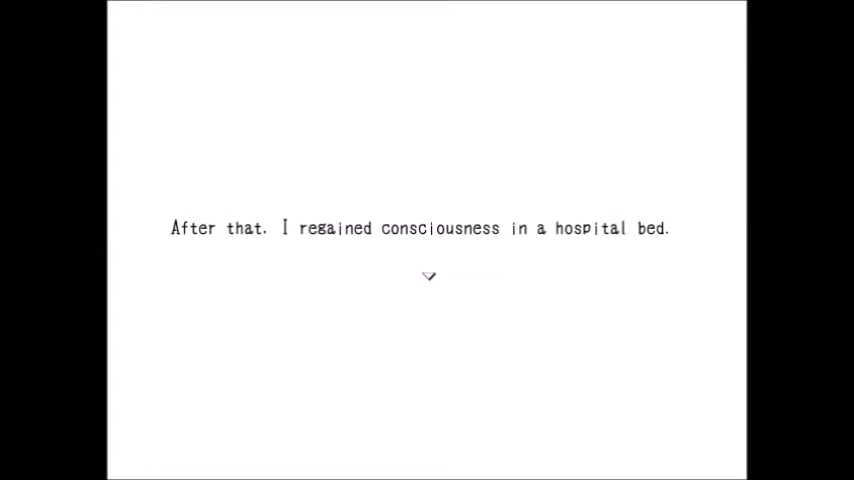 After that, I regained consciousness in a hospital bed.